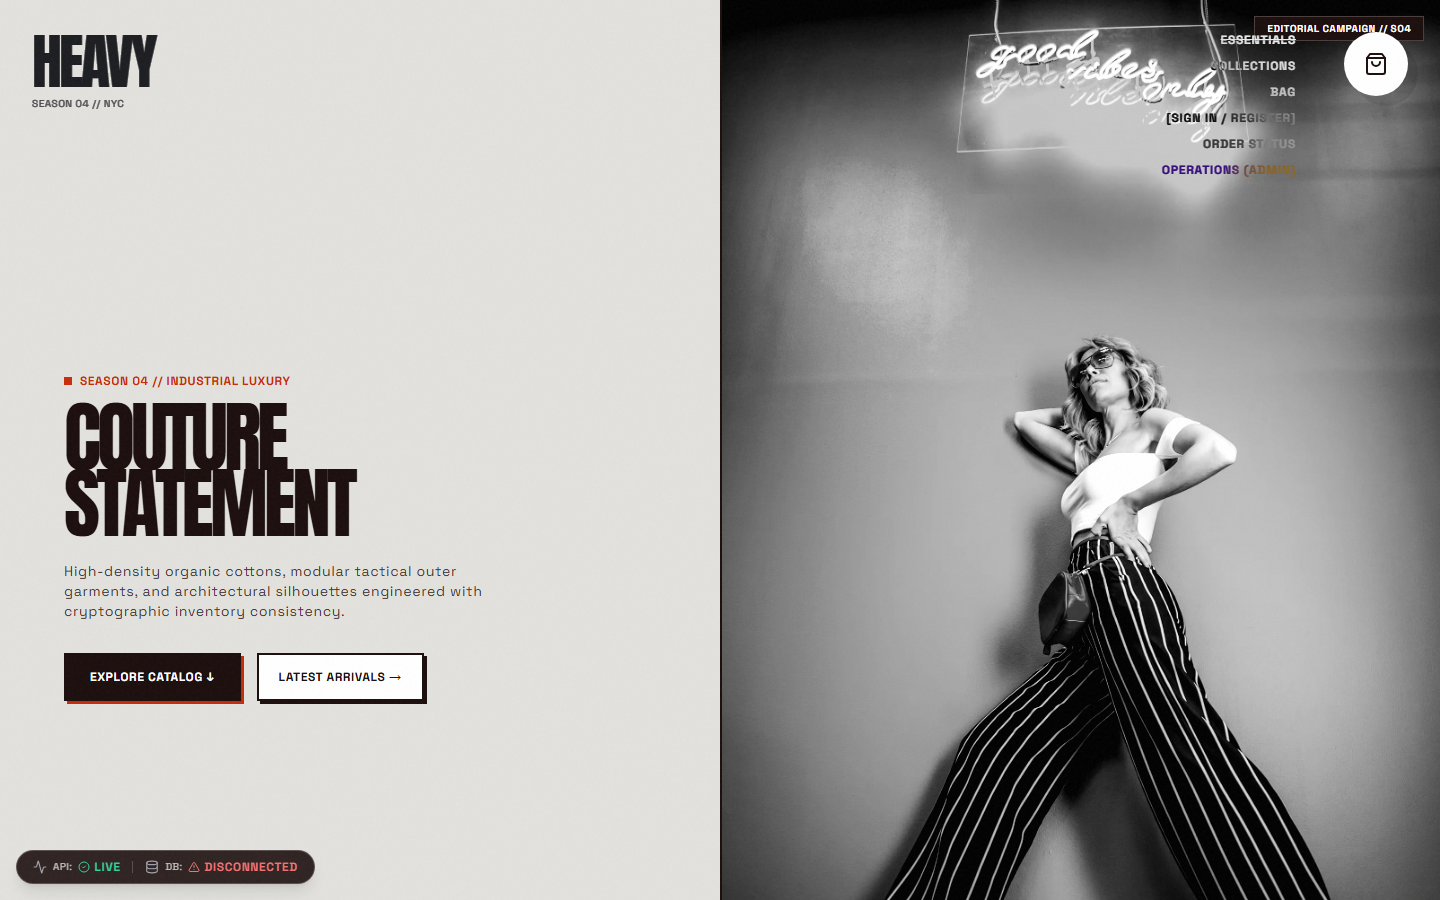 HEAVY
SEASON 04 // NYC
EDITORIAL CAMPAIGN // S04
ESSENTIALS
COLLECTIONS
BAG
[SIGN IN / REGISTER]
ORDER STATUS
OPERATIONS (ADMIN)
good vibes only
SEASON 04 // INDUSTRIAL LUXURY
COUTURE
STATEMENT
High-density organic cottons, modular tactical outer
garments, and architectural silhouettes engineered with
cryptographic inventory consistency.
EXPLORE CATALOG ↓
LATEST ARRIVALS →
API: LIVE DB: DISCONNECTED